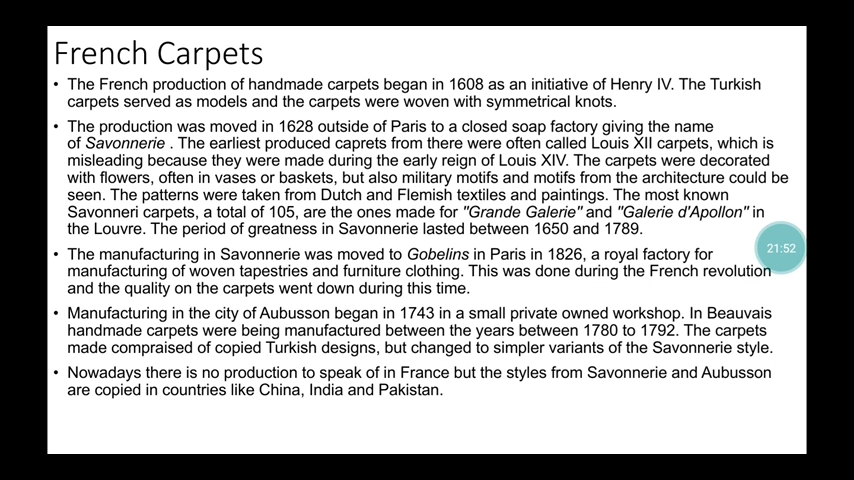 French Carpets
• The French production of handmade carpets began in 1608 as an initiative of Henry IV. The Turkish
carpets served as models and the carpets were woven with symmetrical knots.
• The production was moved in 1628 outside of Paris to a closed soap factory giving the name
of Savonnerie . The earliest produced caprets from there were often called Louis XII carpets, which is
misleading because they were made during the early reign of Louis XIV. The carpets were decorated
with flowers, often in vases or baskets, but also military motifs and motifs from the architecture could be
seen. The patterns were taken from Dutch and Flemish textiles and paintings. The most known
Savonneri carpets, a total of 105, are the ones made for "Grande Galerie" and "Galerie d'Apollon" in
the Louvre. The period of greatness in Savonnerie lasted between 1650 and 1789.
21:52
• The manufacturing in Savonnerie was moved to Gobelins in Paris in 1826, a royal factory for
manufacturing of woven tapestries and furniture clothing. This was done during the French revolution
and the quality on the carpets went down during this time.
• Manufacturing in the city of Aubusson began in 1743 in a small private owned workshop. In Beauvais
handmade carpets were being manufactured between the years between 1780 to 1792. The carpets
made compraised of copied Turkish designs, but changed to simpler variants of the Savonnerie style.
• Nowadays there is no production to speak of in France but the styles from Savonnerie and Aubusson
are copied in countries like China, India and Pakistan.